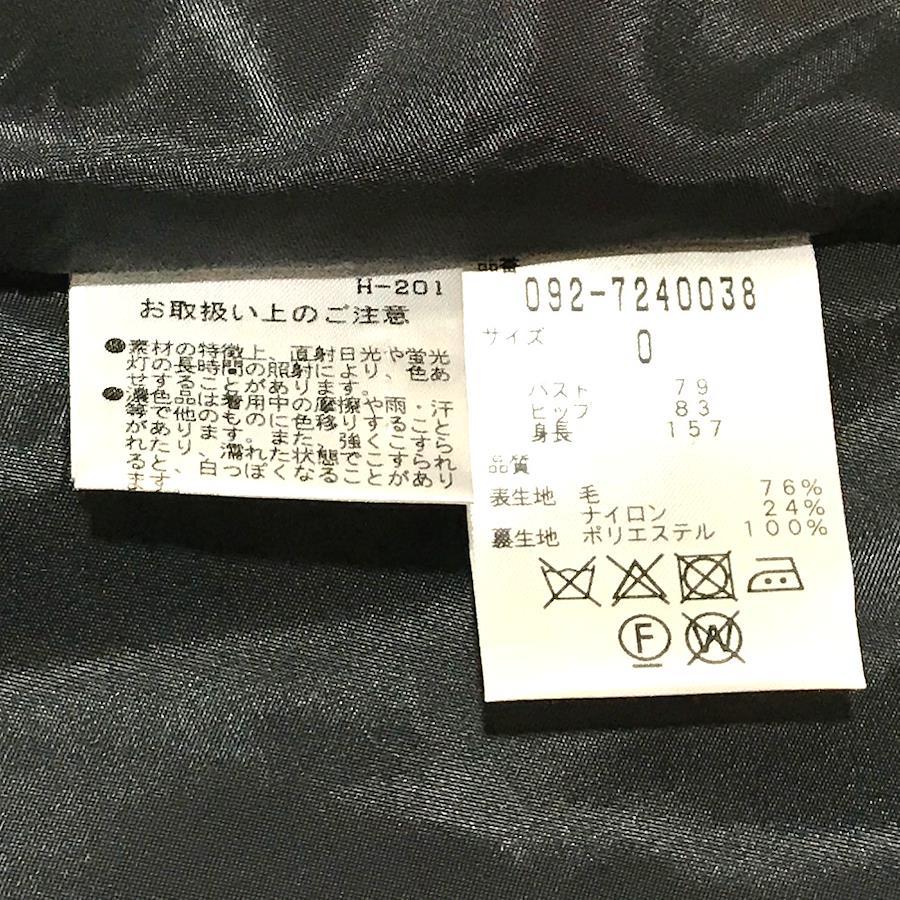 H-201
お取扱い上のご注意
●素材の特徴上、直射日光や蛍光
灯の長時間の照射により、色あ
せすることがあります。
●濃色品は着用中の摩擦や雨・汗
等で他のものに色移りすること
があります。また、強くこすら
れたり、濡れた状態でこすられ
ると、白っぽくなることがあり
ます。
品番
092-7240038
サイズ
0
バスト 79
ヒップ 83
身長 157
品質
表生地 毛 76%
ナイロン 24%
裏生地 ポリエステル 100%
F
W